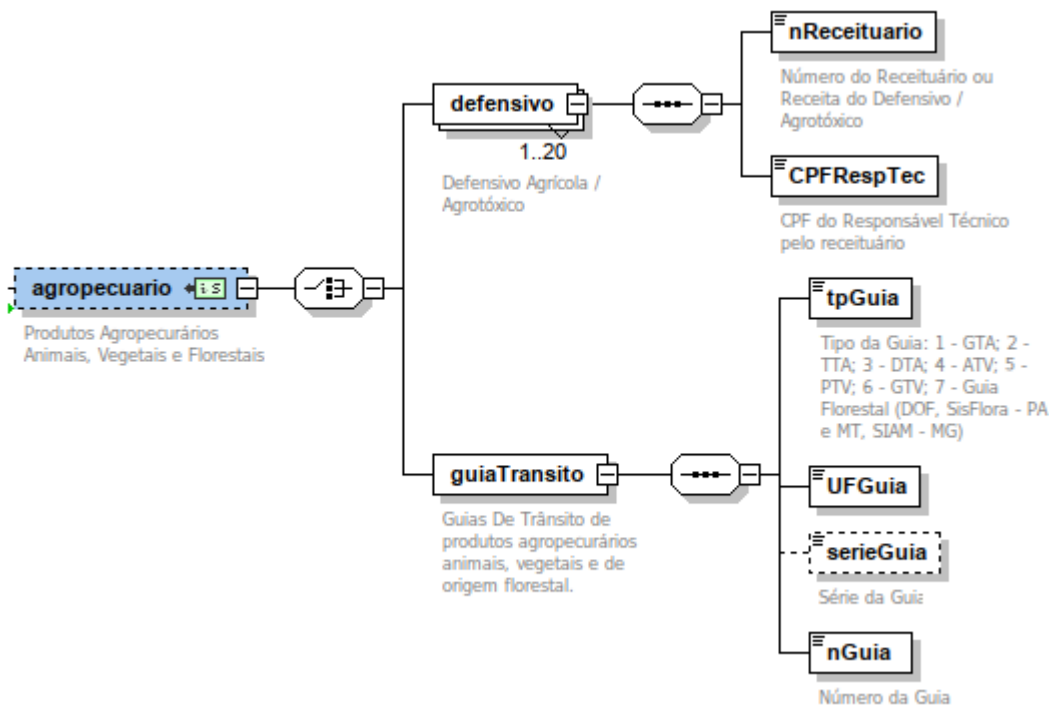 nReceituario
Número do Receituário ou
Receita do Defensivo /
Agrotóxico
defensivo
1..20
Defensivo Agrícola /
Agrotóxico
CPFRespTec
CPF do Responsável Técnico
pelo receituário
agropecuario
is
Produtos Agropecurários
Animais, Vegetais e Florestais
tpGuia
Tipo da Guia: 1 - GTA; 2 -
TTA; 3 - DTA; 4 - ATV; 5 -
PTV; 6 - GTV; 7 - Guia
Florestal (DOF, SisFlora - PA
e MT, SIAM - MG)
guiaTransito
Guias De Trânsito de
produtos agropecurários
animais, vegetais e de
origem florestal.
UFGuia
serieGuia
Série da Guia
nGuia
Número da Guia